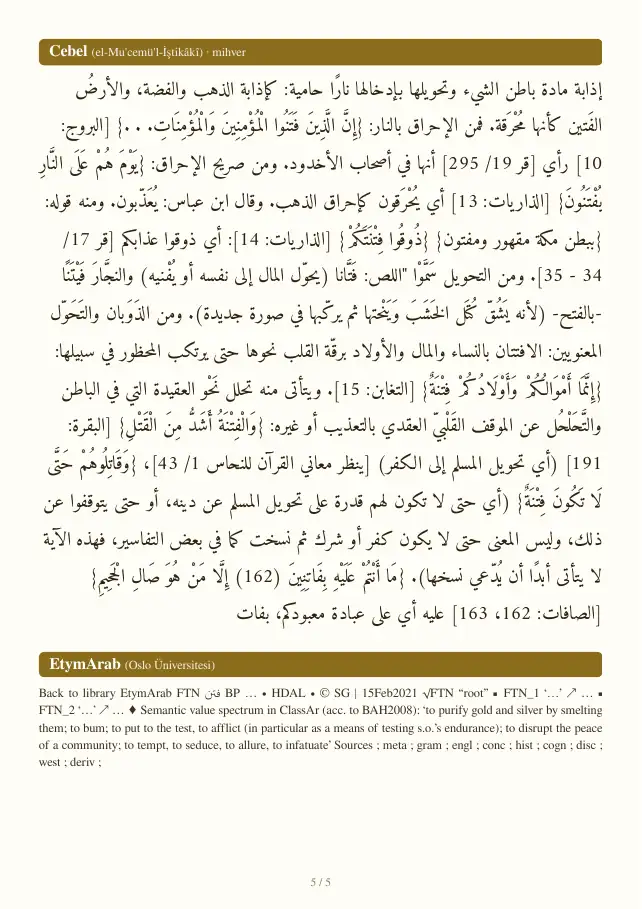 Cebel (el-Mu'cemü'l-İştikâkî) · mihver
إذابة مادة باطن الشيء وتحويلها بإدخالها نارًا حامية: كإذابة الذهب والفضة، والأرضُ
الفَتين كأنها مُحْرَقة. فمن الإحراق بالنار: {إِنَّ الَّذِينَ فَتَنُوا الْمُؤْمِنِينَ وَالْمُؤْمِنَاتِ. . .} [البروج:
10] رأي [قر 19/ 295] أنها في أصحاب الأخدود. ومن صريح الإحراق: {يَوْمَ هُمْ عَلَى النَّارِ
يُفْتَنُونَ} [الذاريات: 13] أي يُحْرَقون كإحراق الذهب. وقال ابن عباس: يُعَذّبون. ومنه قوله:
{ببطن مكة مقهور ومفتون} {ذُوقُوا فِتْنَتَكُمْ} [الذاريات: 14]: أي ذوقوا عذابكم [قر 17/
34 - 35]. ومن التحويل سَمَّوْا "اللص: فَتَّانا (يحوّل المال إلى نفسه أو يُفْنيه) والنجَّارَ فَيْتَنًا
-بالفتح- (لأنه يَشُقّ كُتَل الخَشَبَ وَيَنْحِتها ثم يركّبها في صورة جديدة). ومن الذَوَبان والتَحَوّل
المعنويين: الافتتان بالنساء والمال والأولاد برقّة القلب نحوها حتى يرتكب المحظور في سبيلها:
{إِنَّمَا أَمْوَالُكُمْ وَأَوْلَادُكُمْ فِتْنَةٌ} [التغابن: 15]. ويتأتى منه تحلل نَحْو العقيدة التي في الباطن
والتَّحَلْحُل عن الموقف القَلْبيّ العقدي بالتعذيب أو غيره: {وَالْفِتْنَةُ أَشَدُّ مِنَ الْقَتْلِ} [البقرة:
191] (أي تحويل المسلم إلى الكفر) [ينظر معاني القرآن للنحاس 1/ 43]، {وَقَاتِلُوهُمْ حَتَّى
لَا تَكُونَ فِتْنَةٌ} (أي حتى لا تكون لهم قدرة على تحويل المسلم عن دينه، أو حتى يتوقفوا عن
ذلك، وليس المعنى حتى لا يكون كفر أو شرك ثم نسخت كما في بعض التفاسير، فهذه الآية
لا يتأتى أبدًا أن يُدّعي نسخها). {مَا أَنْتُمْ عَلَيْهِ بِفَاتِنِينَ (162) إِلَّا مَنْ هُوَ صَالِ الْجَحِيمِ}
[الصافات: 162، 163] عليه أي على عبادة معبودكم، بفات
EtymArab (Oslo Üniversitesi)
Back to library EtymArab FTN فتن BP … • HDAL • © SG | 15Feb2021 √FTN “root” ▪ FTN_1 ‘…’ ↗ … ▪
FTN_2 ‘…’ ↗ … ♦ Semantic value spectrum in ClassAr (acc. to BAH2008): ‘to purify gold and silver by smelting
them; to bum; to put to the test, to afflict (in particular as a means of testing s.o.’s endurance); to disrupt the peace
of a community; to tempt, to seduce, to allure, to infatuate’ Sources ; meta ; gram ; engl ; conc ; hist ; cogn ; disc ;
west ; deriv ;
5 / 5